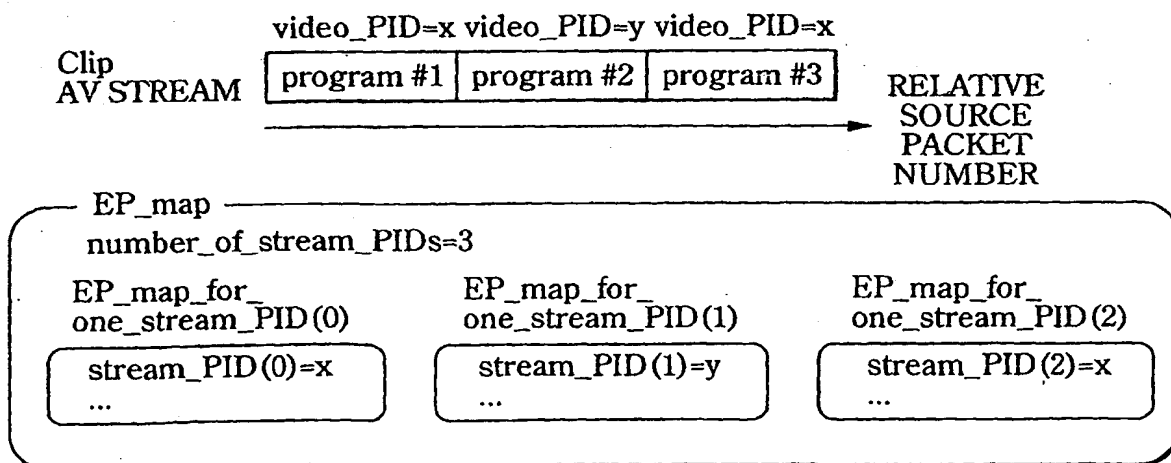 video_PID=x video_PID=y video_PID=x
Clip
AV STREAM
program #1 program #2 program #3
RELATIVE
SOURCE
PACKET
NUMBER
EP_map
number_of_stream_PIDs=3
EP_map_for_
one_stream_PID(0)
stream_PID(0)=x
...
EP_map_for_
one_stream_PID(1)
stream_PID(1)=y
...
EP_map_for_
one_stream_PID(2)
stream_PID(2)=x
...